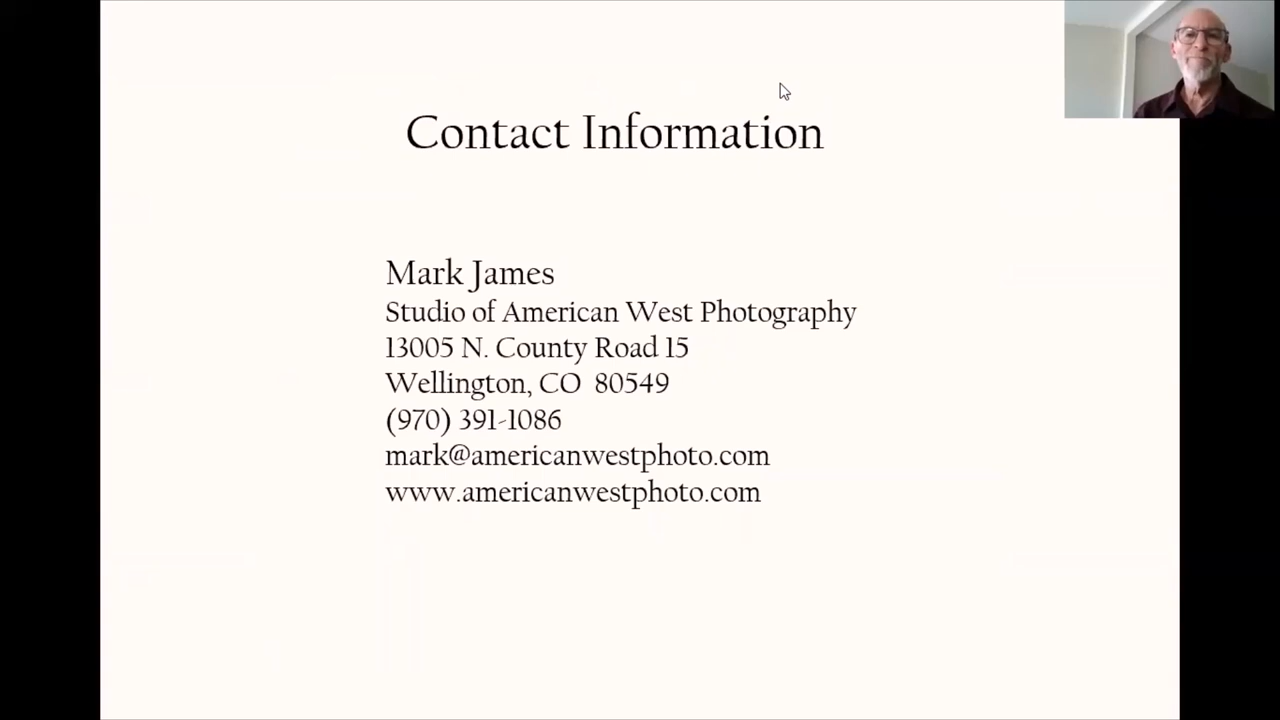 Contact Information
Mark James
Studio of American West Photography
13005 N. County Road 15
Wellington, CO 80549
(970) 391-1086
mark@americanwestphoto.com
www.americanwestphoto.com